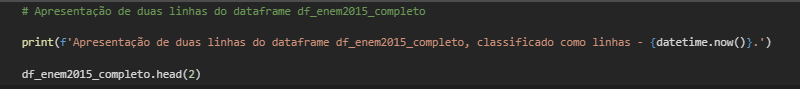 # Apresentação de duas linhas do dataframe df_enem2015_completo
print(f'Apresentação de duas linhas do dataframe df_enem2015_completo, classificado como linhas - {datetime.now()}.')
df_enem2015_completo.head(2)